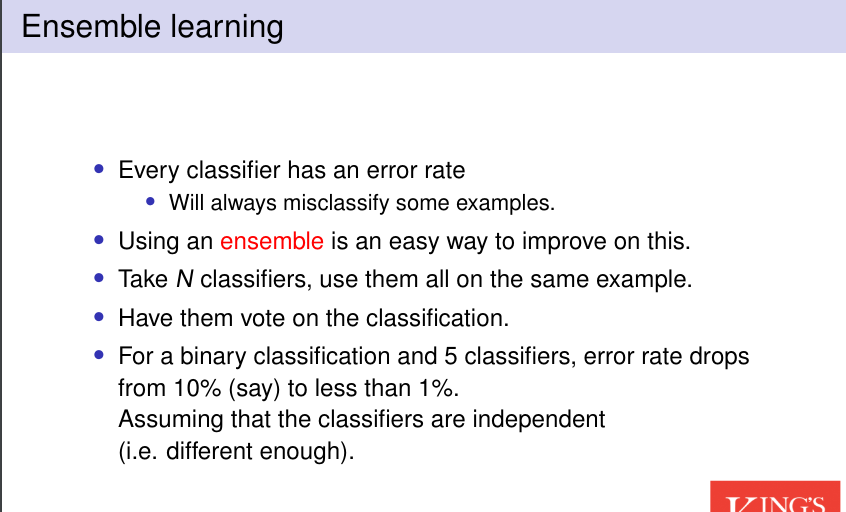 Ensemble learning
• Every classifier has an error rate
• Will always misclassify some examples.
• Using an ensemble is an easy way to improve on this.
• Take N classifiers, use them all on the same example.
• Have them vote on the classification.
• For a binary classification and 5 classifiers, error rate drops
from 10% (say) to less than 1%.
Assuming that the classifiers are independent
(i.e. different enough).
KING'S